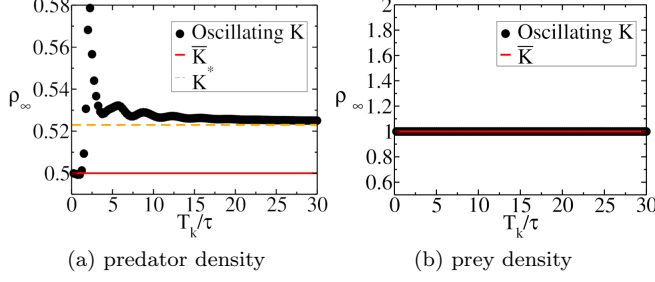 0.58
0.56
0.54
0.52
0.5
ρ∞
Oscillating K
K̅
K*
0 5 10 15 20 25 30
T_k/τ
(a) predator density
2
1.8
1.6
1.4
1.2
1
0.8
0.6
ρ∞
Oscillating K
K̅
0 5 10 15 20 25 30
T_k/τ
(b) prey density